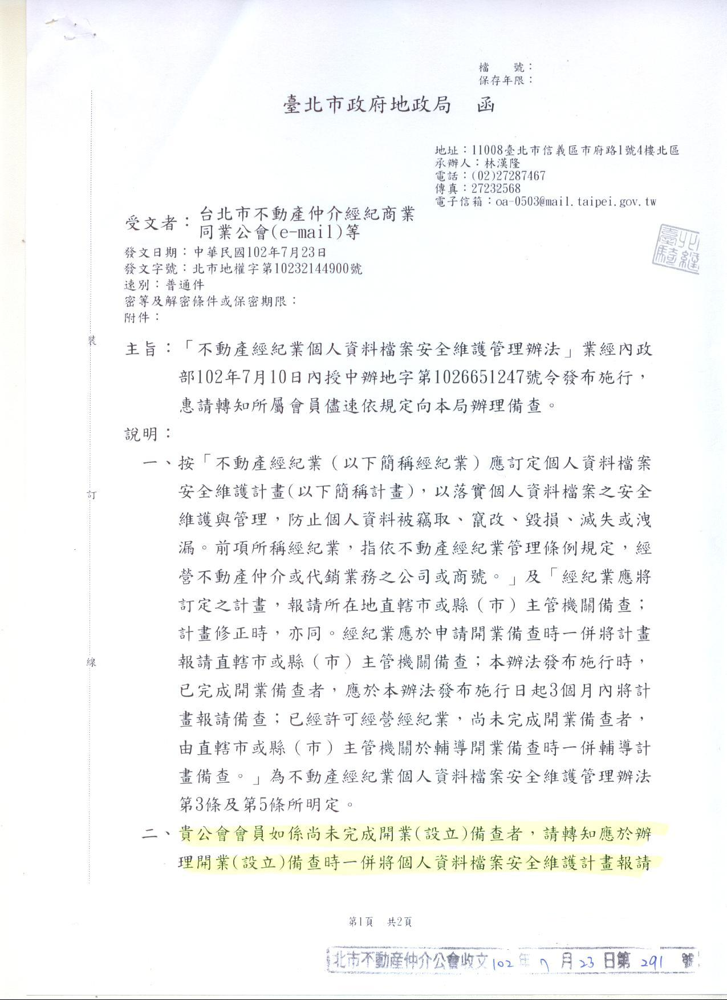 檔　　號：
保存年限：
臺北市政府地政局　函
地址：11008臺北市信義區市府路1號4樓北區
承辦人：林漢隆
電話：(02)27287467
傳真：27232568
電子信箱：oa-0503@mail.taipei.gov.tw
受文者：台北市不動產仲介經紀商業
同業公會(e-mail)等
發文日期：中華民國102年7月23日
發文字號：北市地權字第10232144900號
速別：普通件
密等及解密條件或保密期限：
附件：
主旨：「不動產經紀業個人資料檔案安全維護管理辦法」業經內政
部102年7月10日內授中辦地字第1026651247號令發布施行，
惠請轉知所屬會員儘速依規定向本局辦理備查。
說明：
一、按「不動產經紀業（以下簡稱經紀業）應訂定個人資料檔案
安全維護計畫(以下簡稱計畫)，以落實個人資料檔案之安全
維護與管理，防止個人資料被竊取、竄改、毀損、滅失或洩
漏。前項所稱經紀業，指依不動產經紀業管理條例規定，經
營不動產仲介或代銷業務之公司或商號。」及「經紀業應將
訂定之計畫，報請所在地直轄市或縣（市）主管機關備查；
計畫修正時，亦同。經紀業應於申請開業備查時一併將計畫
報請直轄市或縣（市）主管機關備查；本辦法發布施行時，
已完成開業備查者，應於本辦法發布施行日起3個月內將計
畫報請備查；已經許可經營經紀業，尚未完成開業備查者，
由直轄市或縣（市）主管機關於輔導開業備查時一併輔導計
畫備查。」為不動產經紀業個人資料檔案安全維護管理辦法
第3條及第5條所明定。
二、貴公會會員如係尚未完成開業(設立)備查者，請轉知應於辦
理開業(設立)備查時一併將個人資料檔案安全維護計畫報請
裝
訂
線
第1頁　共2頁
北市不動產仲介公會收文102年7月23日第291號